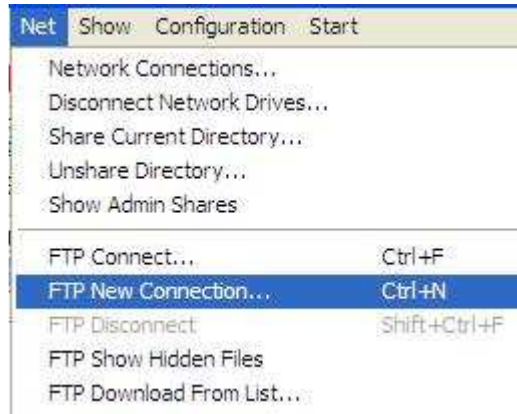 Net Show Configuration Start
Network Connections...
Disconnect Network Drives...
Share Current Directory...
Unshare Directory...
Show Admin Shares
FTP Connect... Ctrl+F
FTP New Connection... Ctrl+N
FTP Disconnect Shift+Ctrl+F
FTP Show Hidden Files
FTP Download From List...